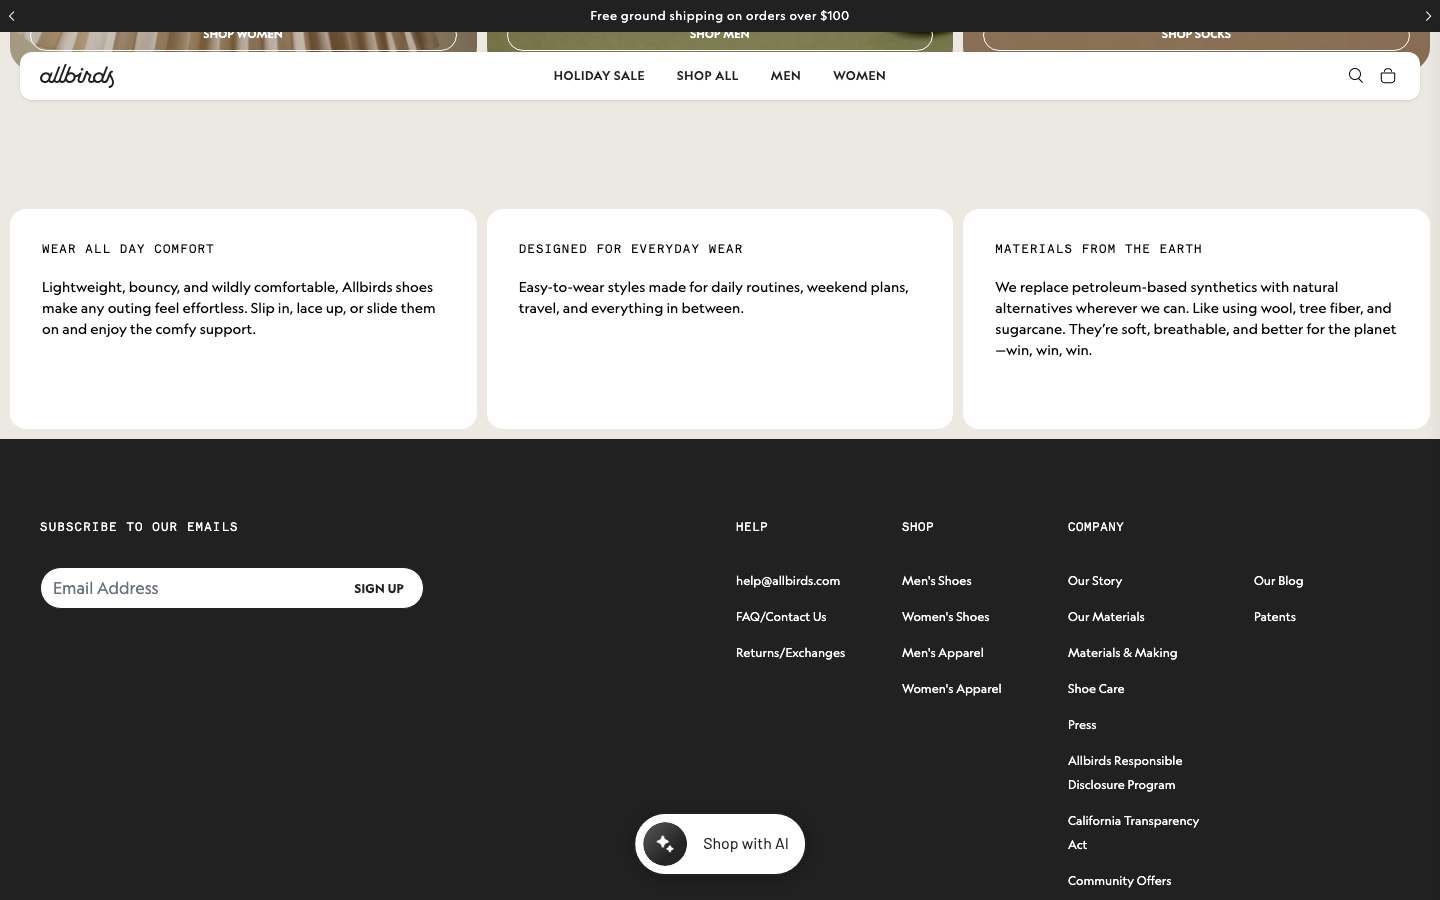 Free ground shipping on orders over $100
SHOP WOMEN
SHOP MEN
SHOP SOCKS
allbirds
HOLIDAY SALE
SHOP ALL
MEN
WOMEN
WEAR ALL DAY COMFORT
Lightweight, bouncy, and wildly comfortable, Allbirds shoes
make any outing feel effortless. Slip in, lace up, or slide them
on and enjoy the comfy support.
DESIGNED FOR EVERYDAY WEAR
Easy-to-wear styles made for daily routines, weekend plans,
travel, and everything in between.
MATERIALS FROM THE EARTH
We replace petroleum-based synthetics with natural
alternatives wherever we can. Like using wool, tree fiber, and
sugarcane. They’re soft, breathable, and better for the planet
—win, win, win.
SUBSCRIBE TO OUR EMAILS
Email Address
SIGN UP
HELP
help@allbirds.com
FAQ/Contact Us
Returns/Exchanges
SHOP
Men's Shoes
Women's Shoes
Men's Apparel
Women's Apparel
COMPANY
Our Story
Our Materials
Materials & Making
Shoe Care
Press
Allbirds Responsible
Disclosure Program
California Transparency
Act
Community Offers
Our Blog
Patents
Shop with AI